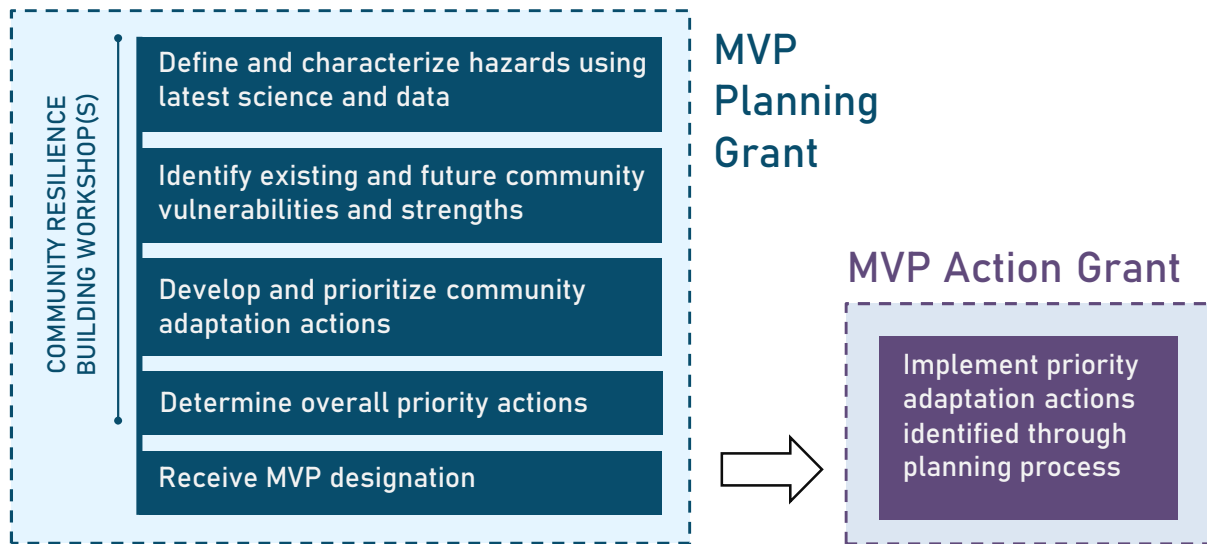 COMMUNITY RESILIENCE
BUILDING WORKSHOP(S)
Define and characterize hazards using
latest science and data
Identify existing and future community
vulnerabilities and strengths
Develop and prioritize community
adaptation actions
Determine overall priority actions
Receive MVP designation
MVP
Planning
Grant
MVP Action Grant
Implement priority
adaptation actions
identified through
planning process